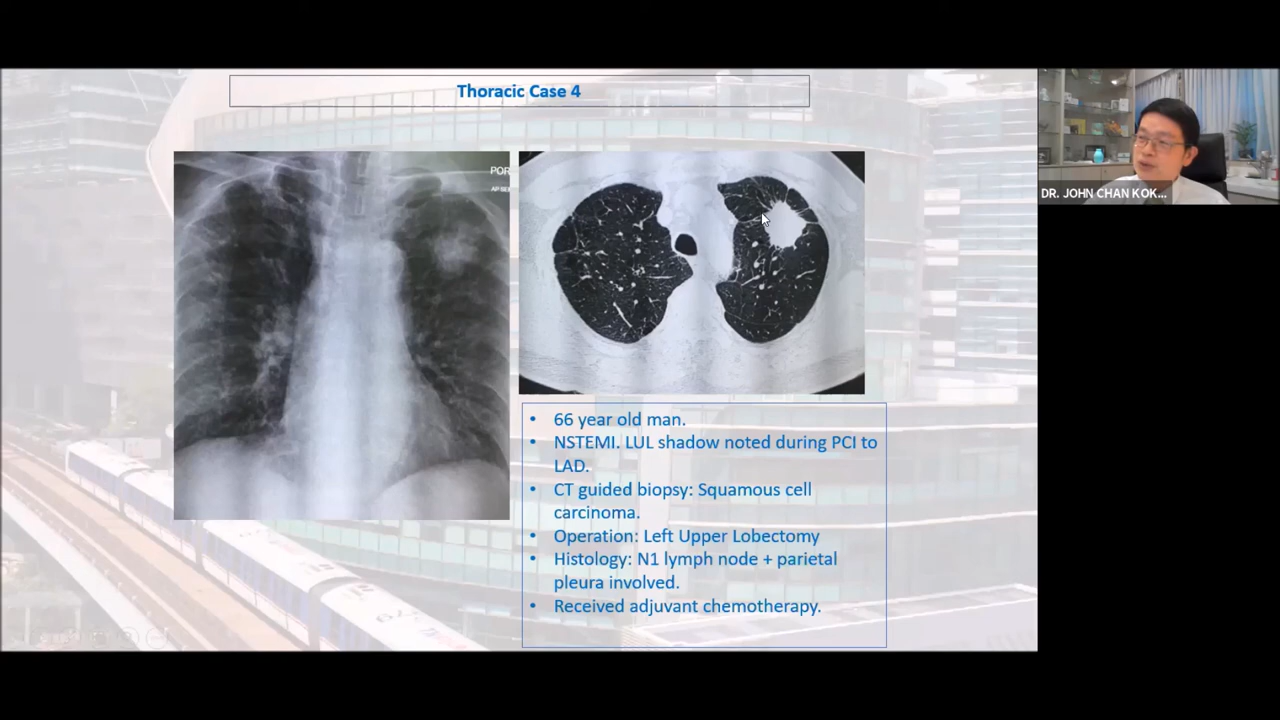 Thoracic Case 4
POR
DR. JOHN CHAN KOK...
• 66 year old man.
• NSTEMI. LUL shadow noted during PCI to
LAD.
• CT guided biopsy: Squamous cell
carcinoma.
• Operation: Left Upper Lobectomy
• Histology: N1 lymph node + parietal
pleura involved.
• Received adjuvant chemotherapy.